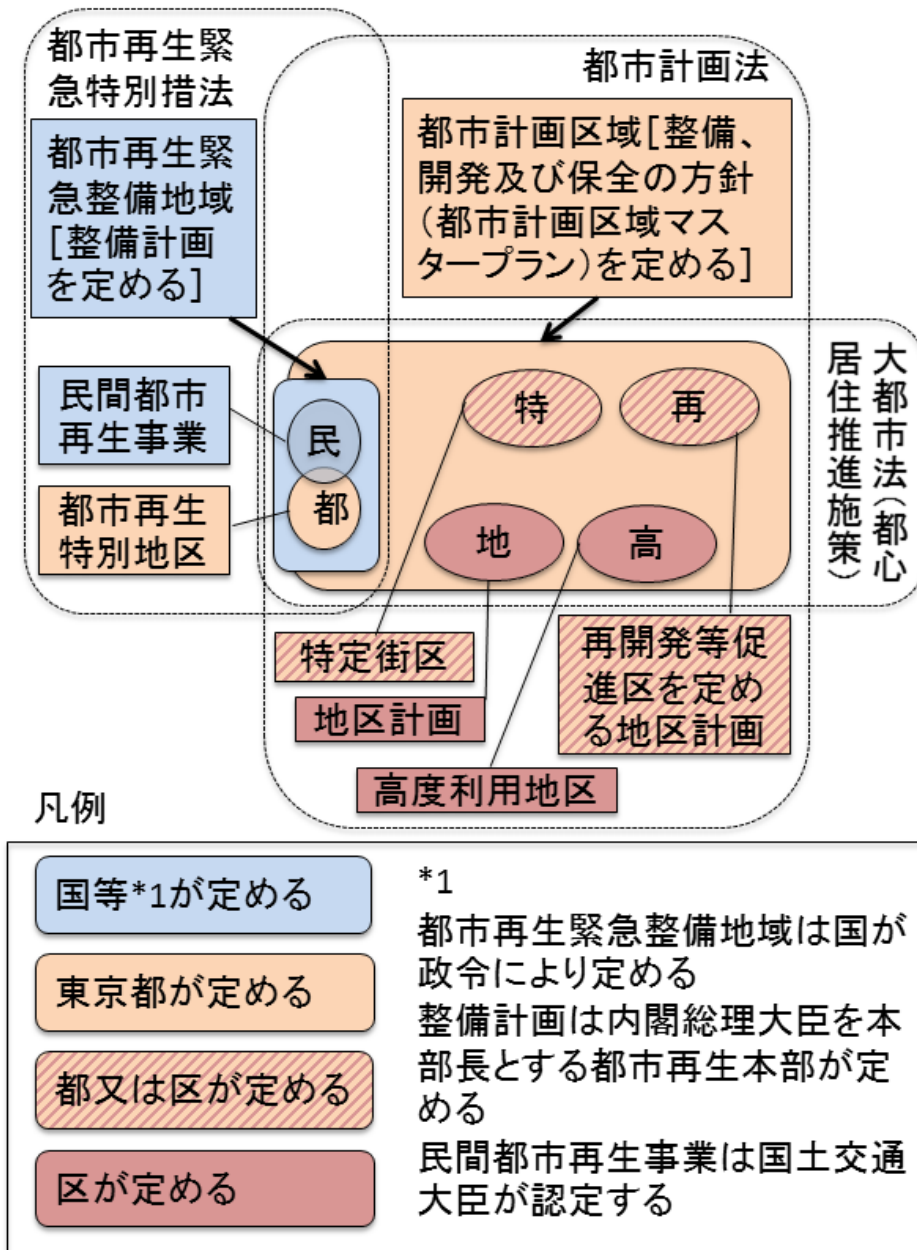 都市再生緊
急特別措法
都市計画法
都市再生緊
急整備地域
[整備計画
を定める]
都市計画区域[整備、
開発及び保全の方針
(都市計画区域マス
タープラン)を定める]
大都市法(都心
居住推進施策)
民間都市
再生事業
都市再生
特別地区
民
都
特
再
地
高
特定街区
地区計画
高度利用地区
再開発等促
進区を定め
る地区計画
凡例
国等*1が定める
東京都が定める
都又は区が定める
区が定める
*1
都市再生緊急整備地域は国が
政令により定める
整備計画は内閣総理大臣を本
部長とする都市再生本部が定
める
民間都市再生事業は国土交通
大臣が認定する